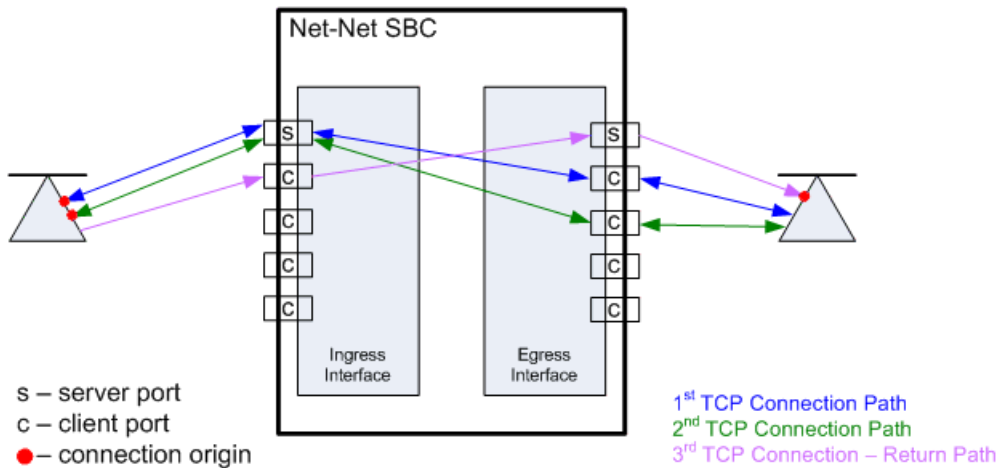 Net-Net SBC
S
S
C
C
C
C
C
C
C
C
Ingress
Interface
Egress
Interface
s – server port
c – client port
– connection origin
1st TCP Connection Path
2nd TCP Connection Path
3rd TCP Connection – Return Path